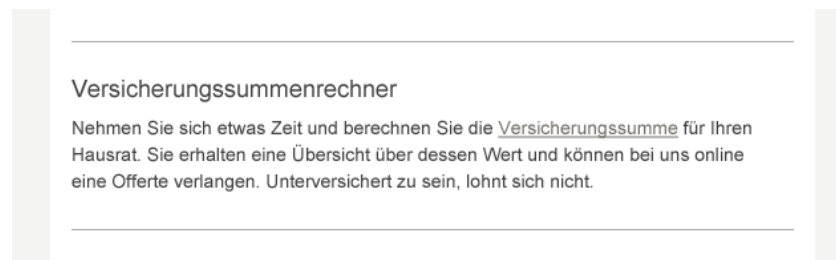 Versicherungssummenrechner
Nehmen Sie sich etwas Zeit und berechnen Sie die Versicherungssumme für Ihren
Hausrat. Sie erhalten eine Übersicht über dessen Wert und können bei uns online
eine Offerte verlangen. Unterversichert zu sein, lohnt sich nicht.